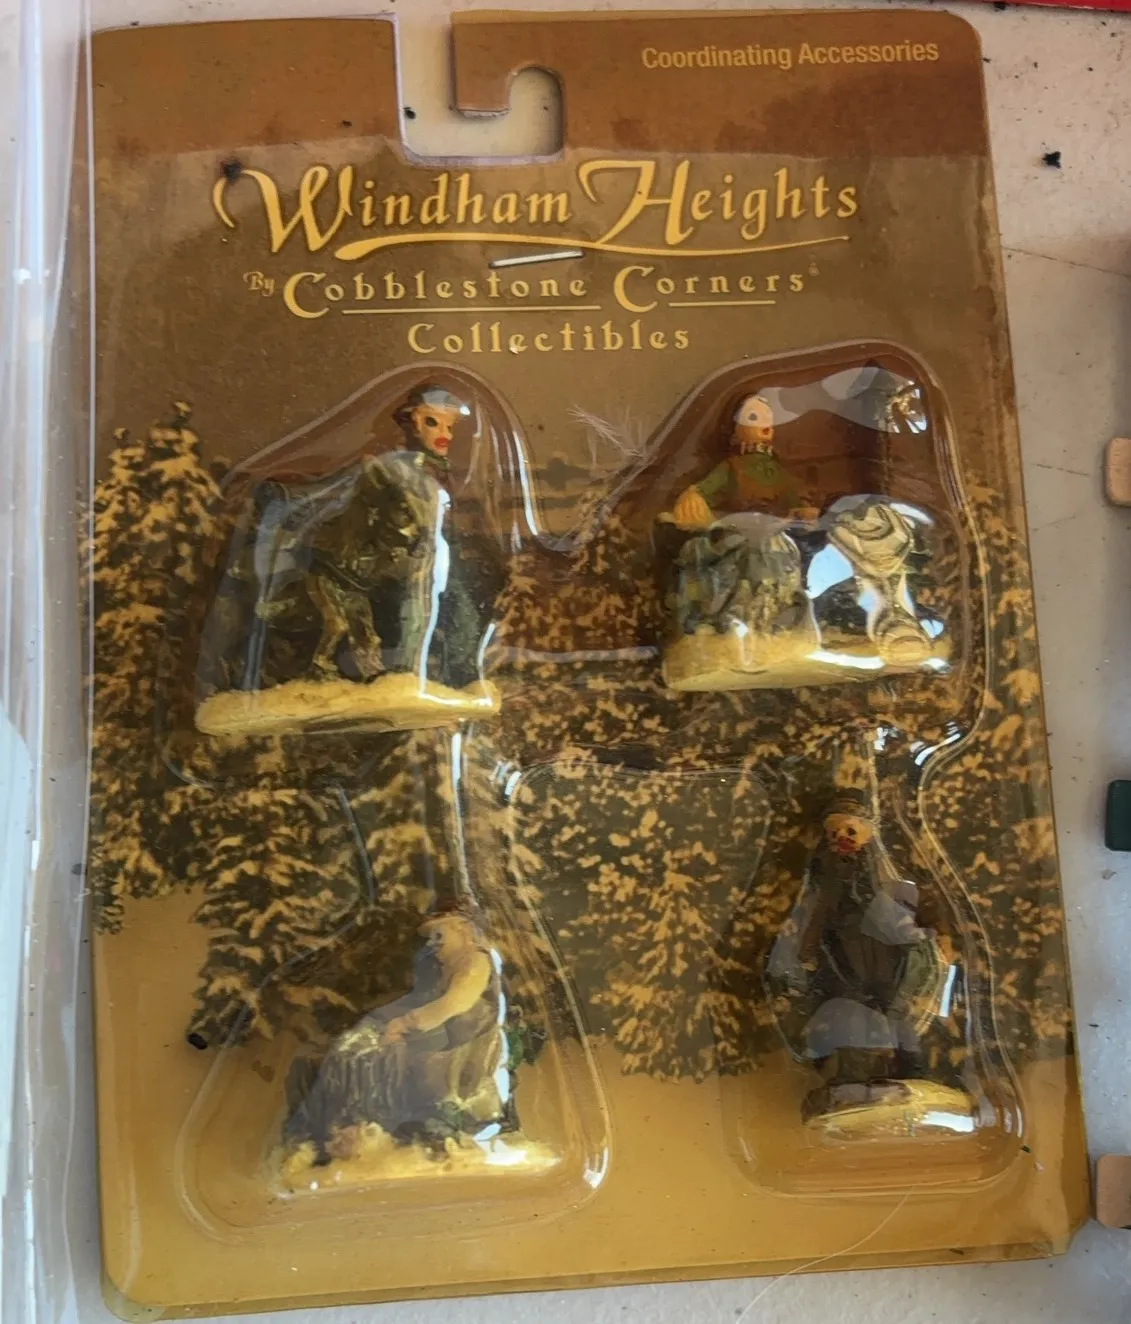 Coordinating Accessories
Windham Heights
By Cobblestone Corners
Collectibles